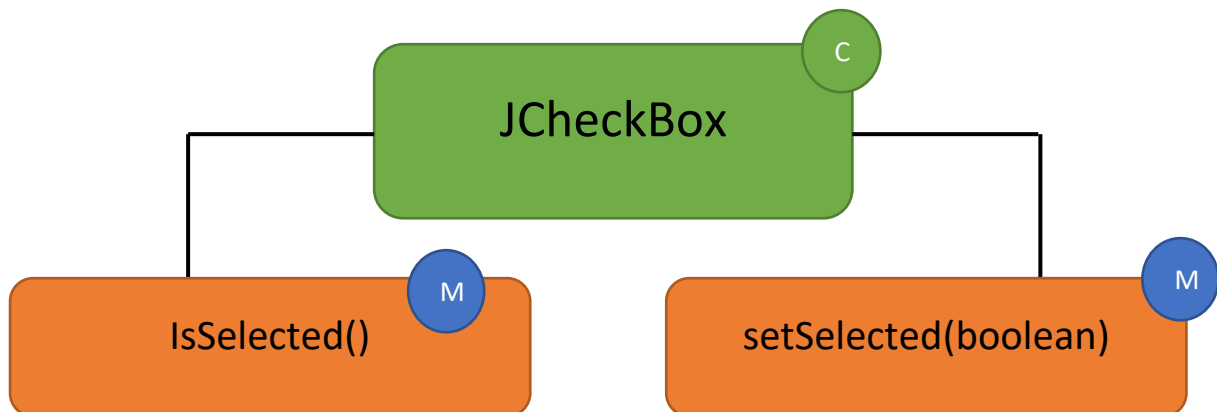 C
JCheckBox
M
IsSelected()
M
setSelected(boolean)